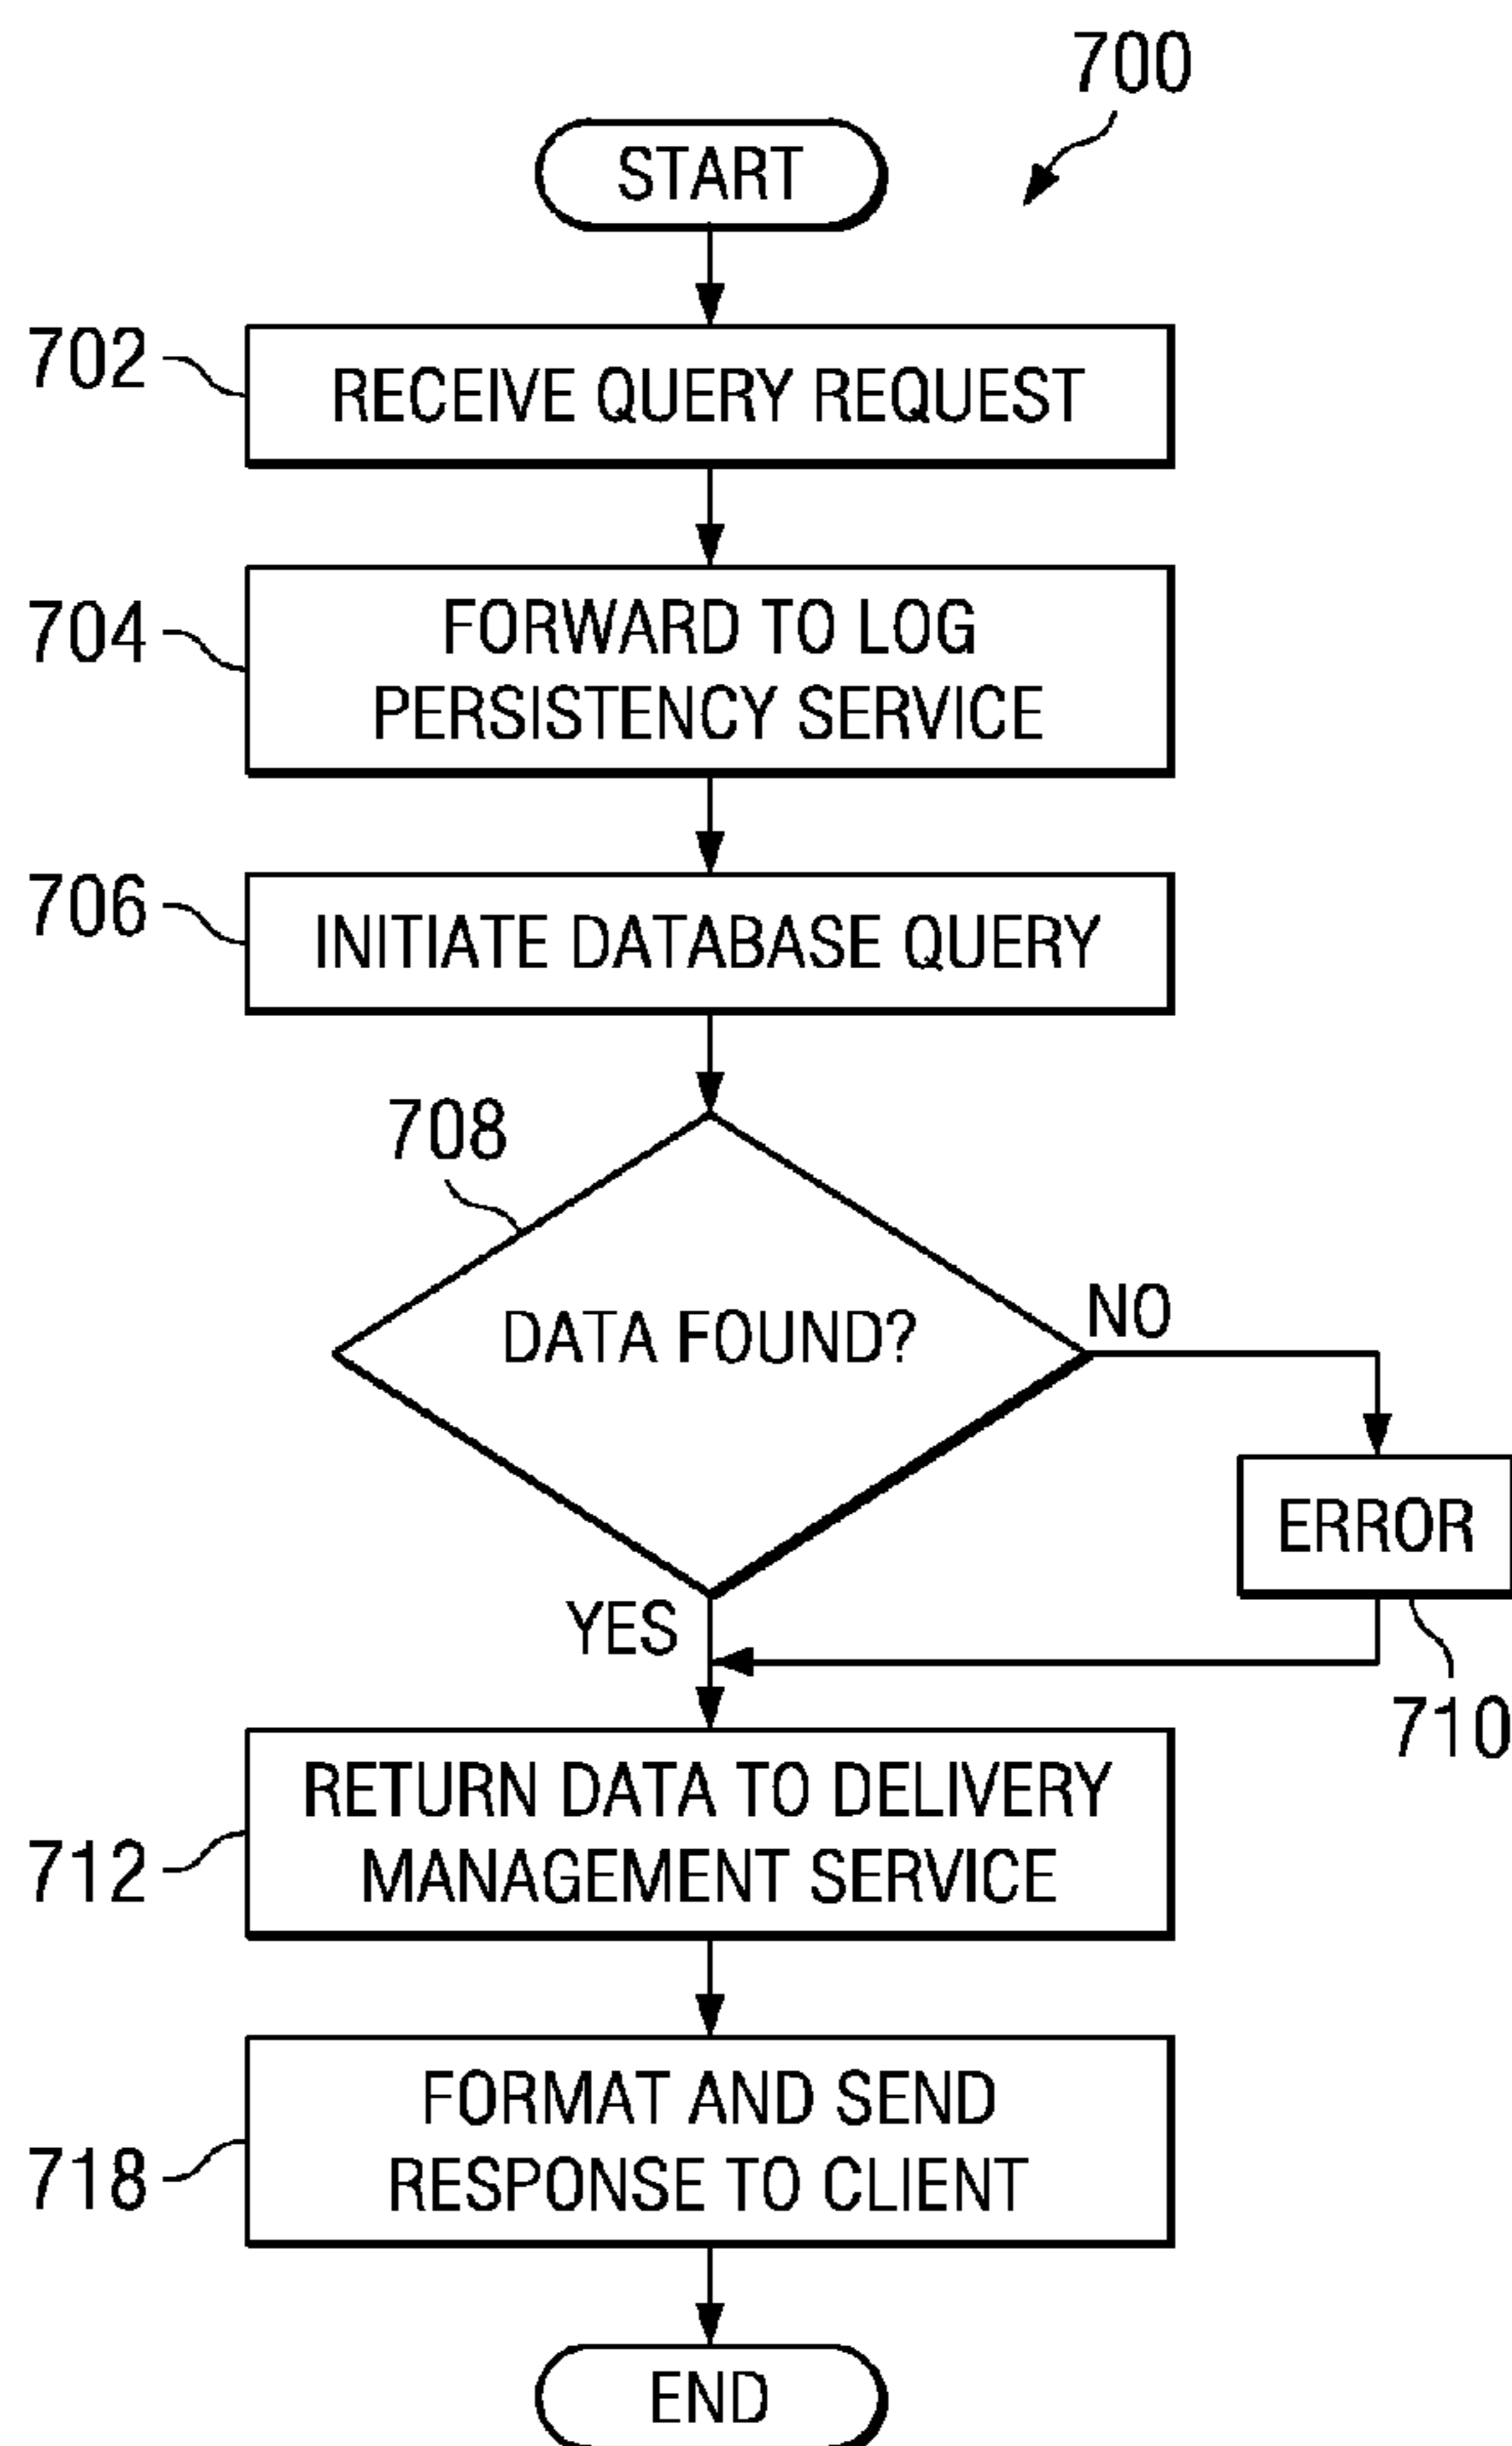 700
START
702
RECEIVE QUERY REQUEST
704
FORWARD TO LOG
PERSISTENCY SERVICE
706
INITIATE DATABASE QUERY
708
DATA FOUND?
NO
ERROR
YES
710
RETURN DATA TO DELIVERY
MANAGEMENT SERVICE
712
FORMAT AND SEND
RESPONSE TO CLIENT
718
END